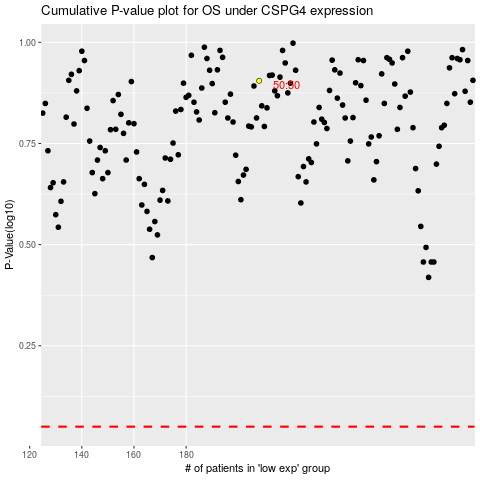 Cumulative P-value plot for OS under CSPG4 expression
P-Value(log10)
1.00
0.75
0.50
0.25
50:50
120 140 160 180
# of patients in 'low exp' group